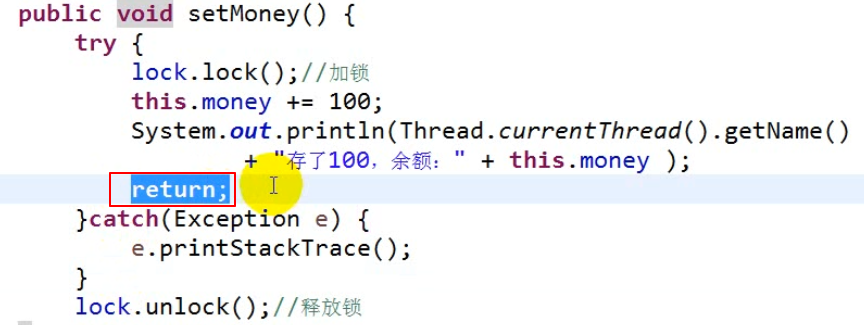 public void setMoney() {
try {
lock.lock();//加锁
this.money += 100;
System.out.println(Thread.currentThread().getName()
+ "存了100，余额：" + this.money );
return;
}catch(Exception e) {
e.printStackTrace();
}
lock.unlock();//释放锁